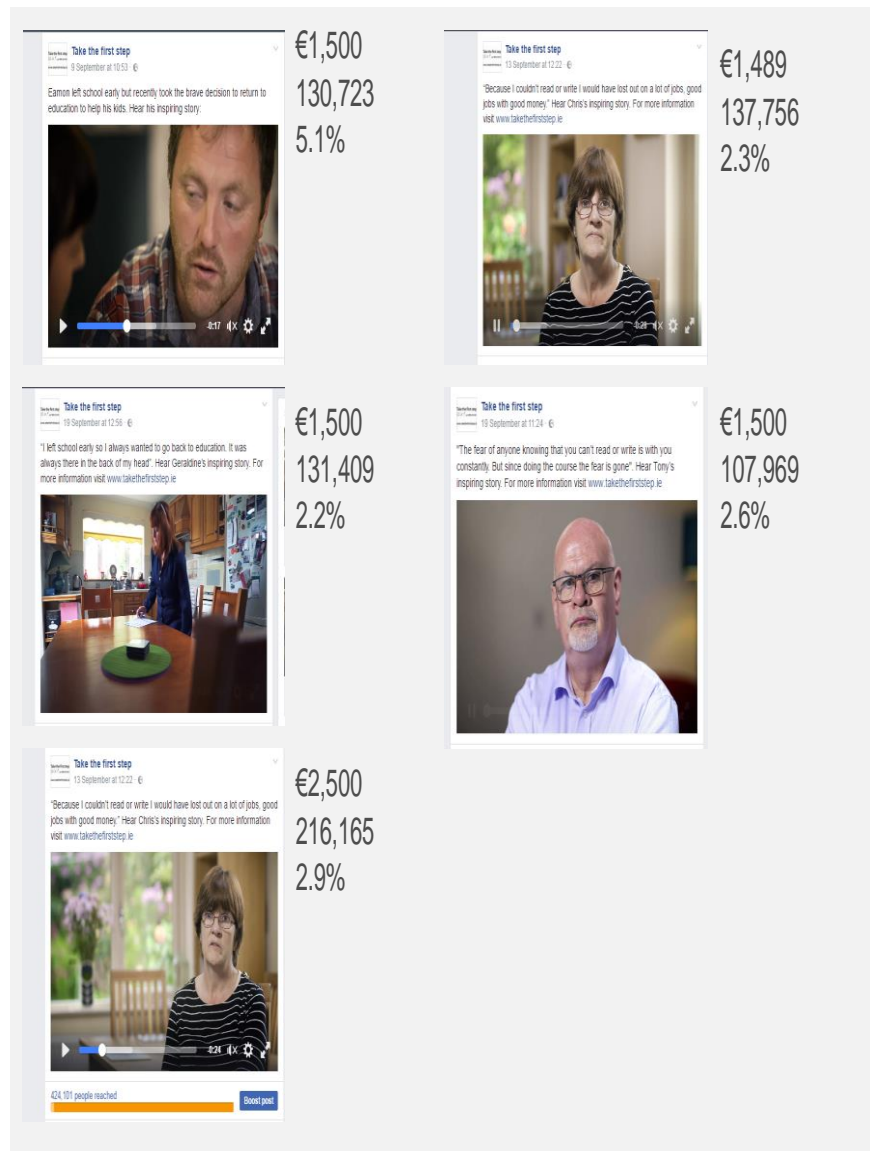 Take the first step
9 September at 10:53 ·
Eamon left school early but recently took the brave decision to return to
education to help his kids. Hear his inspiring story:
-0:17
€1,500
130,723
5.1%
Take the first step
13 September at 12:22 ·
"Because I couldn't read or write I would have lost out on a lot of jobs, good
jobs with good money." Hear Chris's inspiring story. For more information
visit www.takethefirststep.ie
€1,489
137,756
2.3%
Take the first step
19 September at 12:56 ·
"I left school early so I always wanted to go back to education. It was
always there in the back of my head". Hear Geraldine's inspiring story. For
more information visit www.takethefirststep.ie
€1,500
131,409
2.2%
Take the first step
19 September at 11:24 ·
"The fear of anyone knowing that you can't read or write is with you
constantly. But since doing the course the fear is gone". Hear Tony's
inspiring story. For more information visit www.takethefirststep.ie
€1,500
107,969
2.6%
Take the first step
13 September at 12:22 ·
"Because I couldn't read or write I would have lost out on a lot of jobs, good
jobs with good money." Hear Chris's inspiring story. For more information
visit www.takethefirststep.ie
-0:24
424,101 people reached
Boost post
€2,500
216,165
2.9%